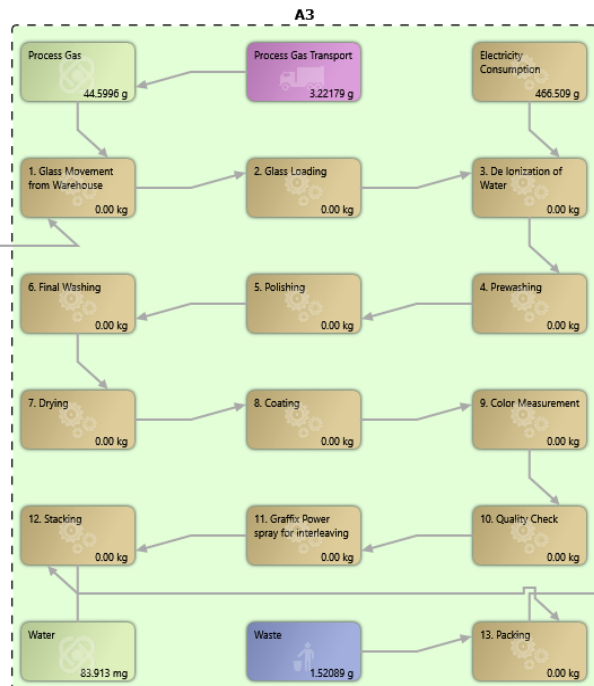 A3
Process Gas
44.5996 g
Process Gas Transport
3.22179 g
Electricity
Consumption
466.509 g
1. Glass Movement
from Warehouse
0.00 kg
2. Glass Loading
0.00 kg
3. De Ionization of
Water
0.00 kg
6. Final Washing
0.00 kg
5. Polishing
0.00 kg
4. Prewashing
0.00 kg
7. Drying
0.00 kg
8. Coating
0.00 kg
9. Color Measurement
0.00 kg
12. Stacking
0.00 kg
11. Graffix Power
spray for interleaving
0.00 kg
10. Quality Check
0.00 kg
Water
83.913 mg
Waste
1.52089 g
13. Packing
0.00 kg